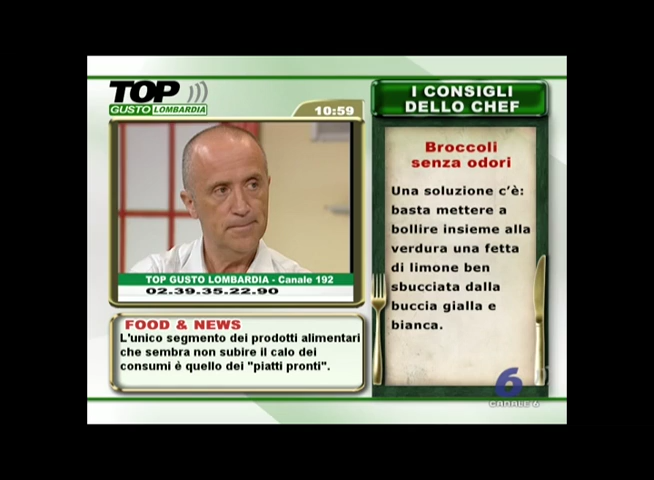 TOP
GUSTO LOMBARDIA
10:59
TOP GUSTO LOMBARDIA - Canale 192
02.39.35.22.90
FOOD & NEWS
L'unico segmento dei prodotti alimentari
che sembra non subire il calo dei
consumi è quello dei "piatti pronti".
I CONSIGLI
DELLO CHEF
Broccoli
senza odori
Una soluzione c'è:
basta mettere a
bollire insieme alla
verdura una fetta
di limone ben
sbucciata dalla
buccia gialla e
bianca.
6
CANALE 6